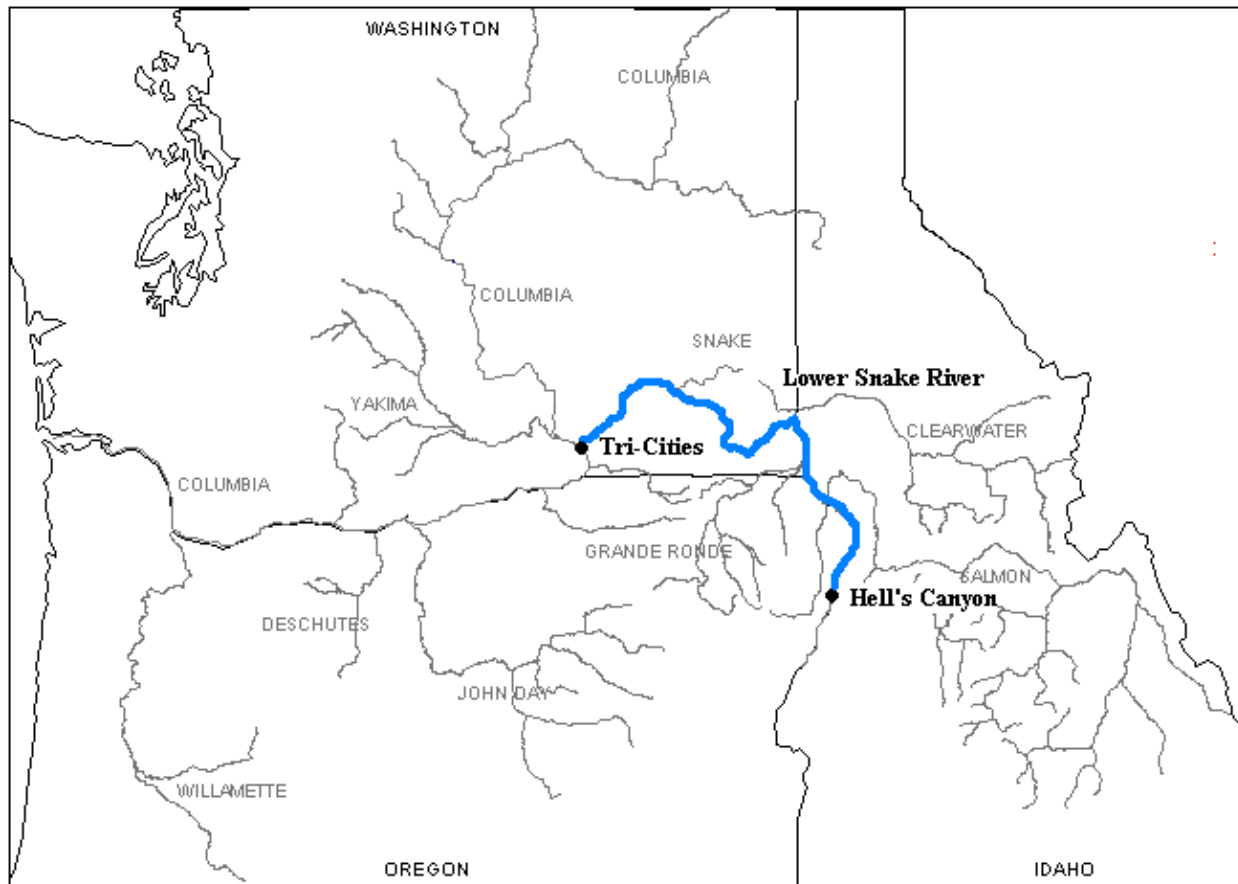 WASHINGTON
COLUMBIA
COLUMBIA
SNAKE
Lower Snake River
YAKIMA
CLEARWATER
Tri-Cities
COLUMBIA
GRANDE RONDE
SALMON
Hell's Canyon
DESCHUTES
JOHN DAY
WILLAMETTE
OREGON
IDAHO